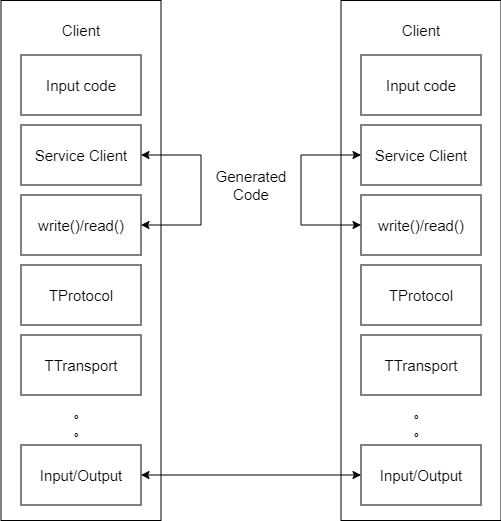 Client
Input code
Service Client
write()/read()
TProtocol
TTransport
Input/Output
Generated
Code
Client
Input code
Service Client
write()/read()
TProtocol
TTransport
Input/Output